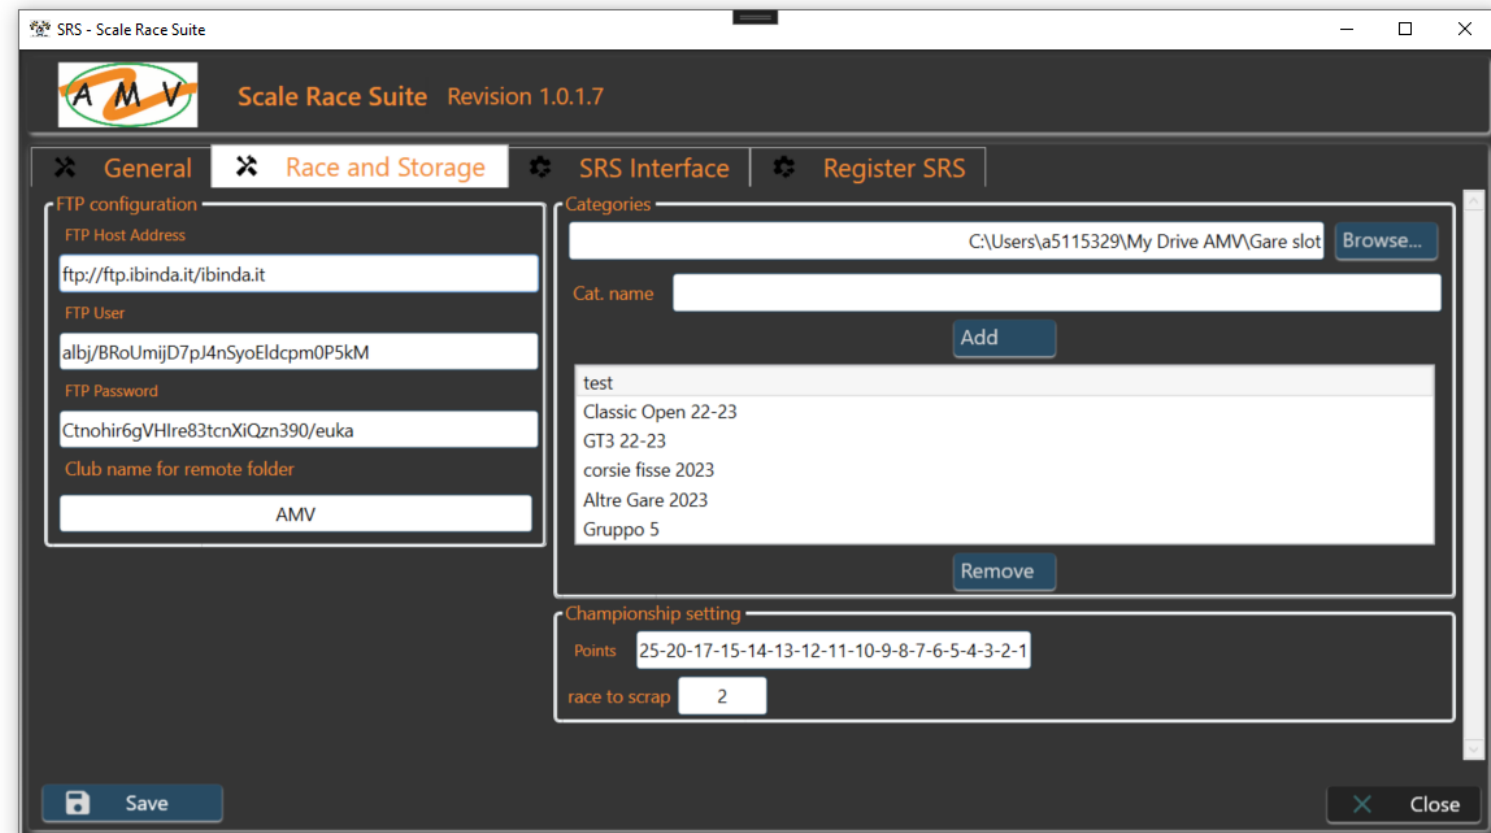 SRS - Scale Race Suite
AMV
Scale Race Suite Revision 1.0.1.7
General
Race and Storage
SRS Interface
Register SRS
FTP configuration
FTP Host Address
ftp://ftp.ibinda.it/ibinda.it
FTP User
albj/BRoUmijD7pJ4nSyoEldcpm0P5kM
FTP Password
Ctnohir6gVHIre83tcnXiQzn390/euka
Club name for remote folder
AMV
Categories
C:\Users\a5115329\My Drive AMV\Gare slot
Browse...
Cat. name
Add
test
Classic Open 22-23
GT3 22-23
corsie fisse 2023
Altre Gare 2023
Gruppo 5
Remove
Championship setting
Points 25-20-17-15-14-13-12-11-10-9-8-7-6-5-4-3-2-1
race to scrap 2
Save
Close